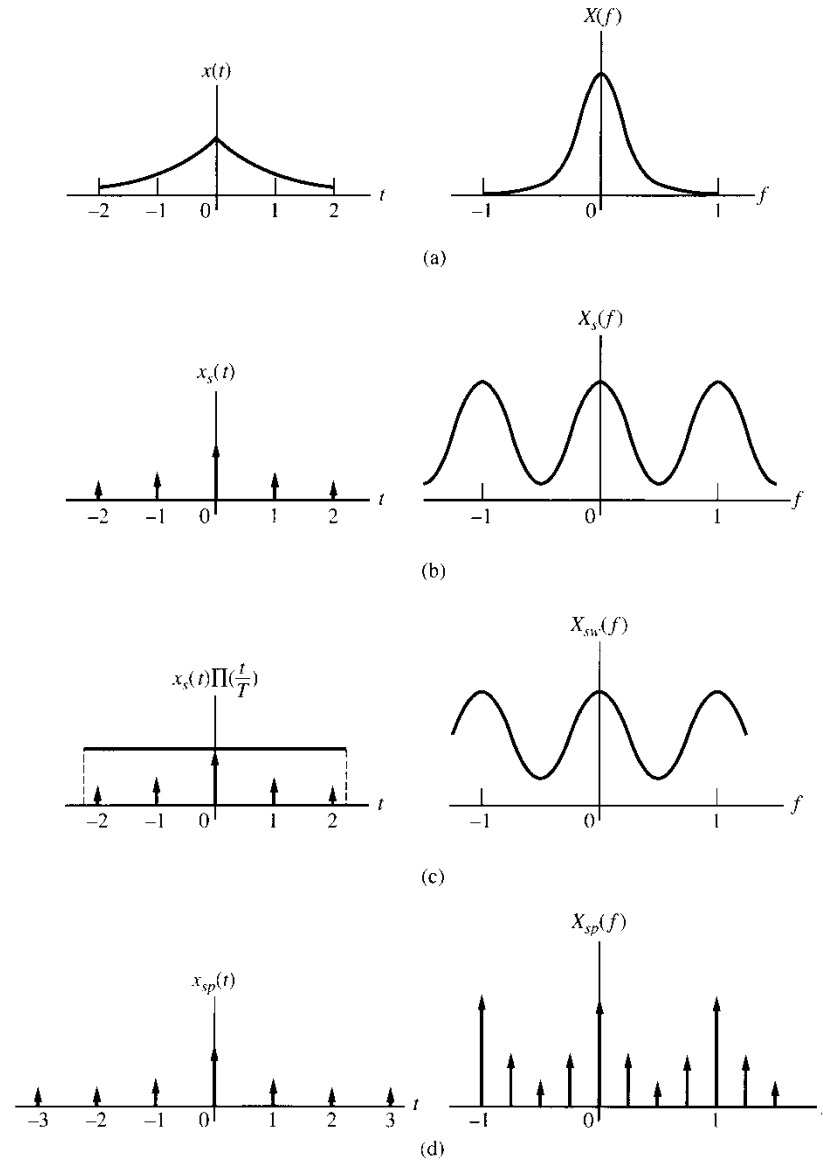 x(t)
X(f)
–2 –1 0 1 2 t
–1 0 1 f
(a)
x_s(t)
X_s(f)
–2 –1 0 1 2 t
–1 0 1 f
(b)
x_s(t)∏(t/T)
X_sw(f)
–2 –1 0 1 2 t
–1 0 1 f
(c)
x_sp(t)
X_sp(f)
–3 –2 –1 0 1 2 3 t
–1 0 1
(d)